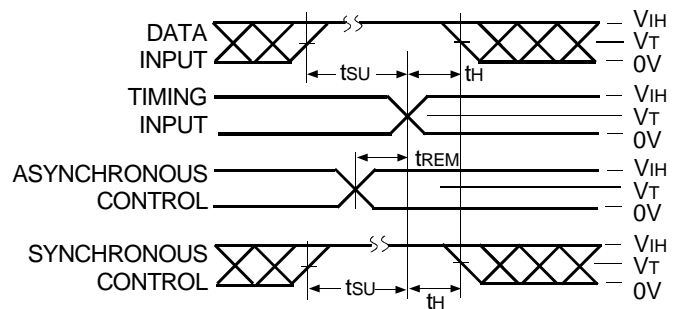 DATA
INPUT
tSU
tH
VIH
VT
0V
TIMING
INPUT
VIH
VT
0V
tREM
ASYNCHRONOUS
CONTROL
VIH
VT
0V
SYNCHRONOUS
CONTROL
tSU
tH
VIH
VT
0V